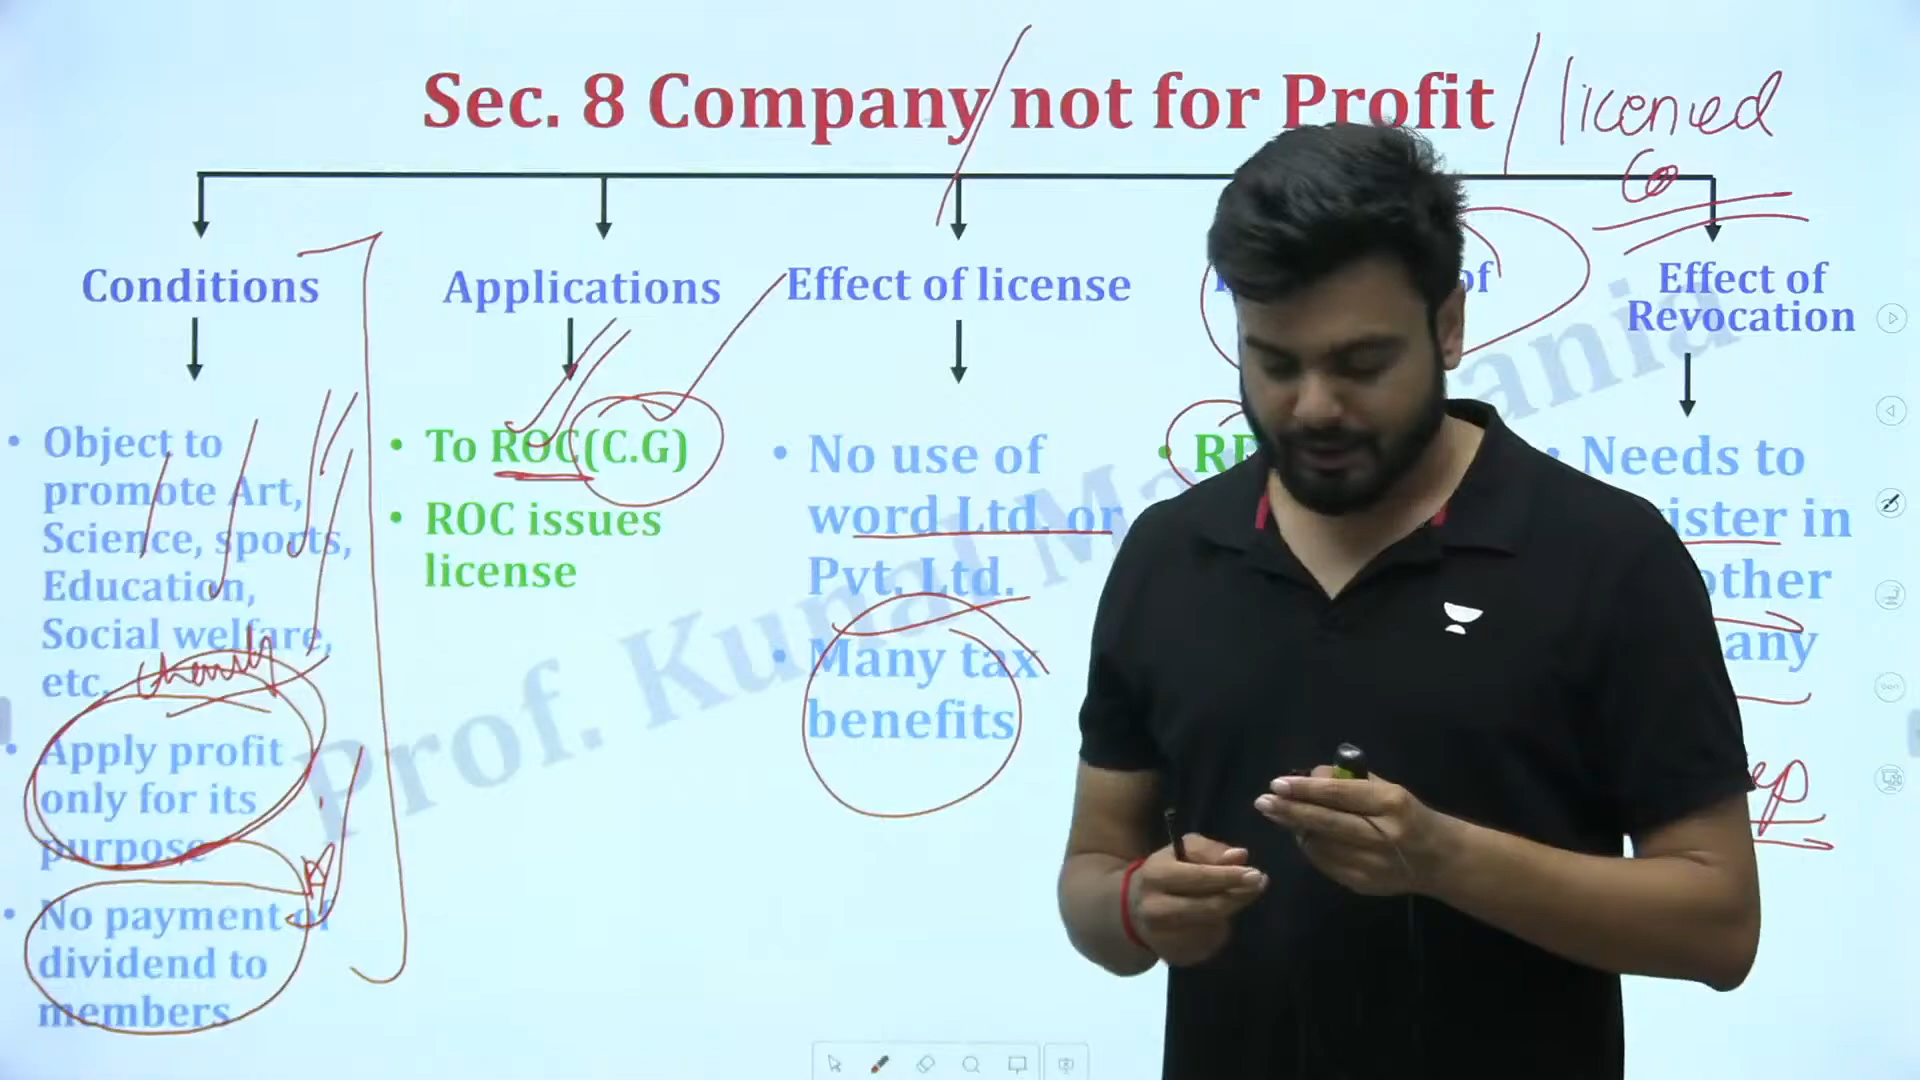 Sec. 8 Company not for Profit
licenied
Co
Conditions
Applications
Effect of license
of
Effect of
Revocation
Object to
promote Art,
Science, sports,
Education,
Social welfare,
etc.
Apply profit
only for its
purpose
No payment of
dividend to
members
To ROC(C.G)
ROC issues
license
No use of
word Ltd. or
Pvt. Ltd.
Many tax
benefits
Needs to
ister in
other
any
Prof. Kunal